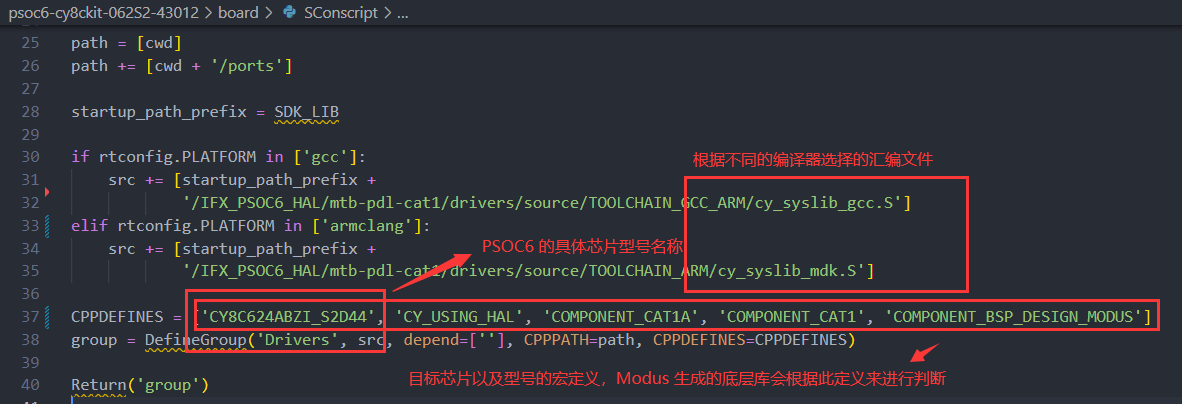 psoc6-cy8ckit-062S2-43012 > board > SConscript > ...
25 path = [cwd]
26 path += [cwd + '/ports']
27
28 startup_path_prefix = SDK_LIB
29
30 if rtconfig.PLATFORM in ['gcc']:
根据不同的编译器选择的汇编文件
31 src += [startup_path_prefix +
32 '/IFX_PSOC6_HAL/mtb-pdl-cat1/drivers/source/TOOLCHAIN_GCC_ARM/cy_syslib_gcc.S']
33 elif rtconfig.PLATFORM in ['armclang']:
PSOC6 的具体芯片型号名称
34 src += [startup_path_prefix +
35 '/IFX_PSOC6_HAL/mtb-pdl-cat1/drivers/source/TOOLCHAIN_ARM/cy_syslib_mdk.S']
36
37 CPPDEFINES = ['CY8C624ABZI_S2D44', 'CY_USING_HAL', 'COMPONENT_CAT1A', 'COMPONENT_CAT1', 'COMPONENT_BSP_DESIGN_MODUS']
38 group = DefineGroup('Drivers', src, depend=[''], CPPPATH=path, CPPDEFINES=CPPDEFINES)
39
目标芯片以及型号的宏定义，Modus 生成的底层库会根据此定义来进行判断
40 Return('group')